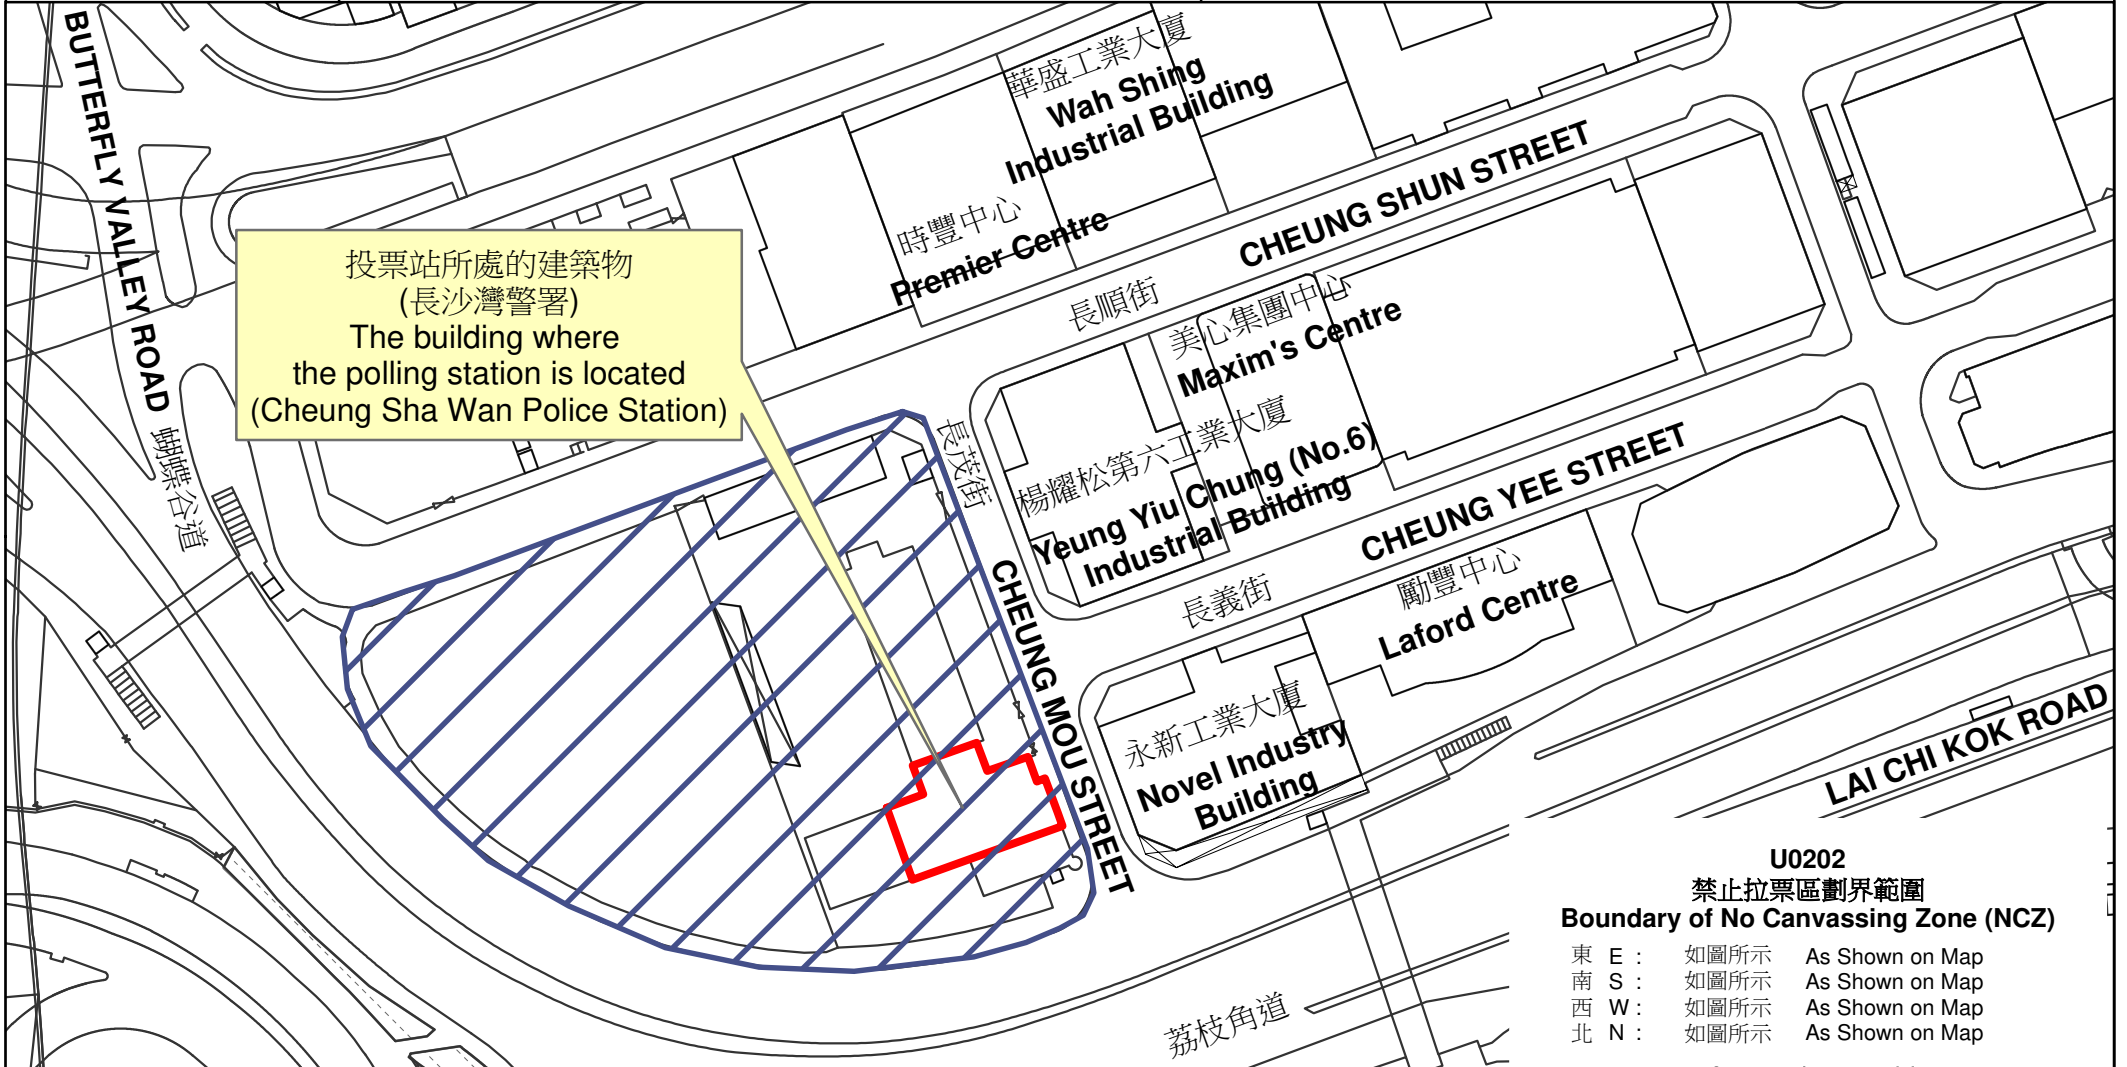 BUTTERFLY VALLEY ROAD
蝴蝶谷道
華盛工業大廈
Wah Shing
Industrial Building
時豐中心
Premier Centre
CHEUNG SHUN STREET
長順街
投票站所處的建築物
(長沙灣警署)
The building where
the polling station is located
(Cheung Sha Wan Police Station)
美心集團中心
Maxim's Centre
長茂街
CHEUNG MOU STREET
楊耀松第六工業大廈
Yeung Yiu Chung (No.6)
Industrial Building
CHEUNG YEE STREET
長義街
勵豐中心
Laford Centre
永新工業大廈
Novel Industry
Building
LAI CHI KOK ROAD
荔枝角道
U0202
禁止拉票區劃界範圍
Boundary of No Canvassing Zone (NCZ)
東 E : 如圖所示 As Shown on Map
南 S : 如圖所示 As Shown on Map
西 W : 如圖所示 As Shown on Map
北 N : 如圖所示 As Shown on Map